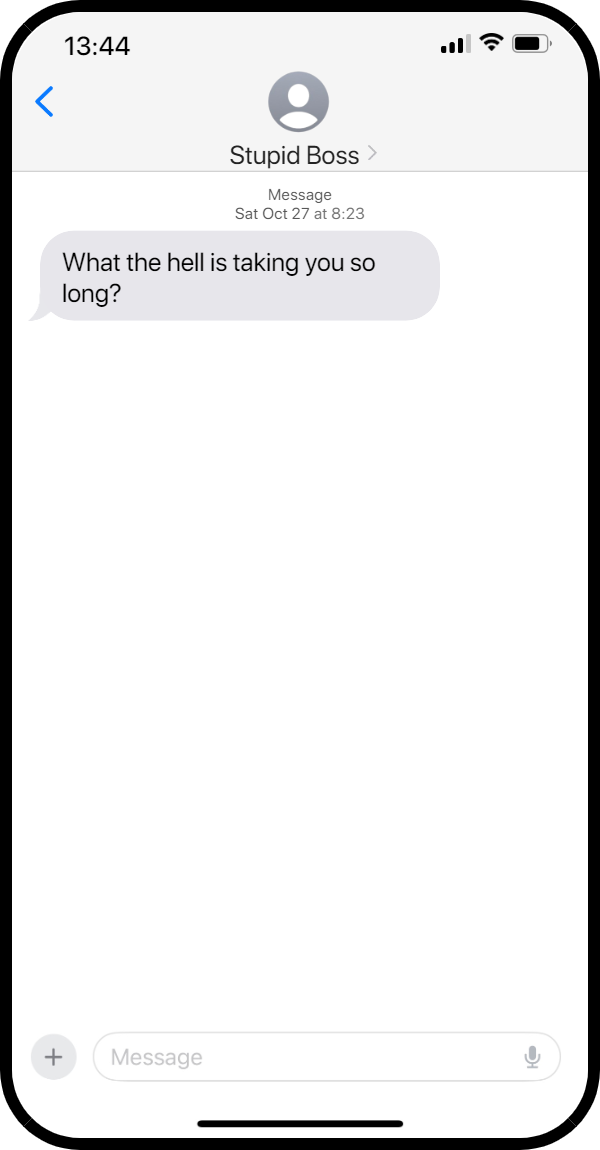 13:44
Stupid Boss
Message
Sat Oct 27 at 8:23
What the hell is taking you so
long?
Message